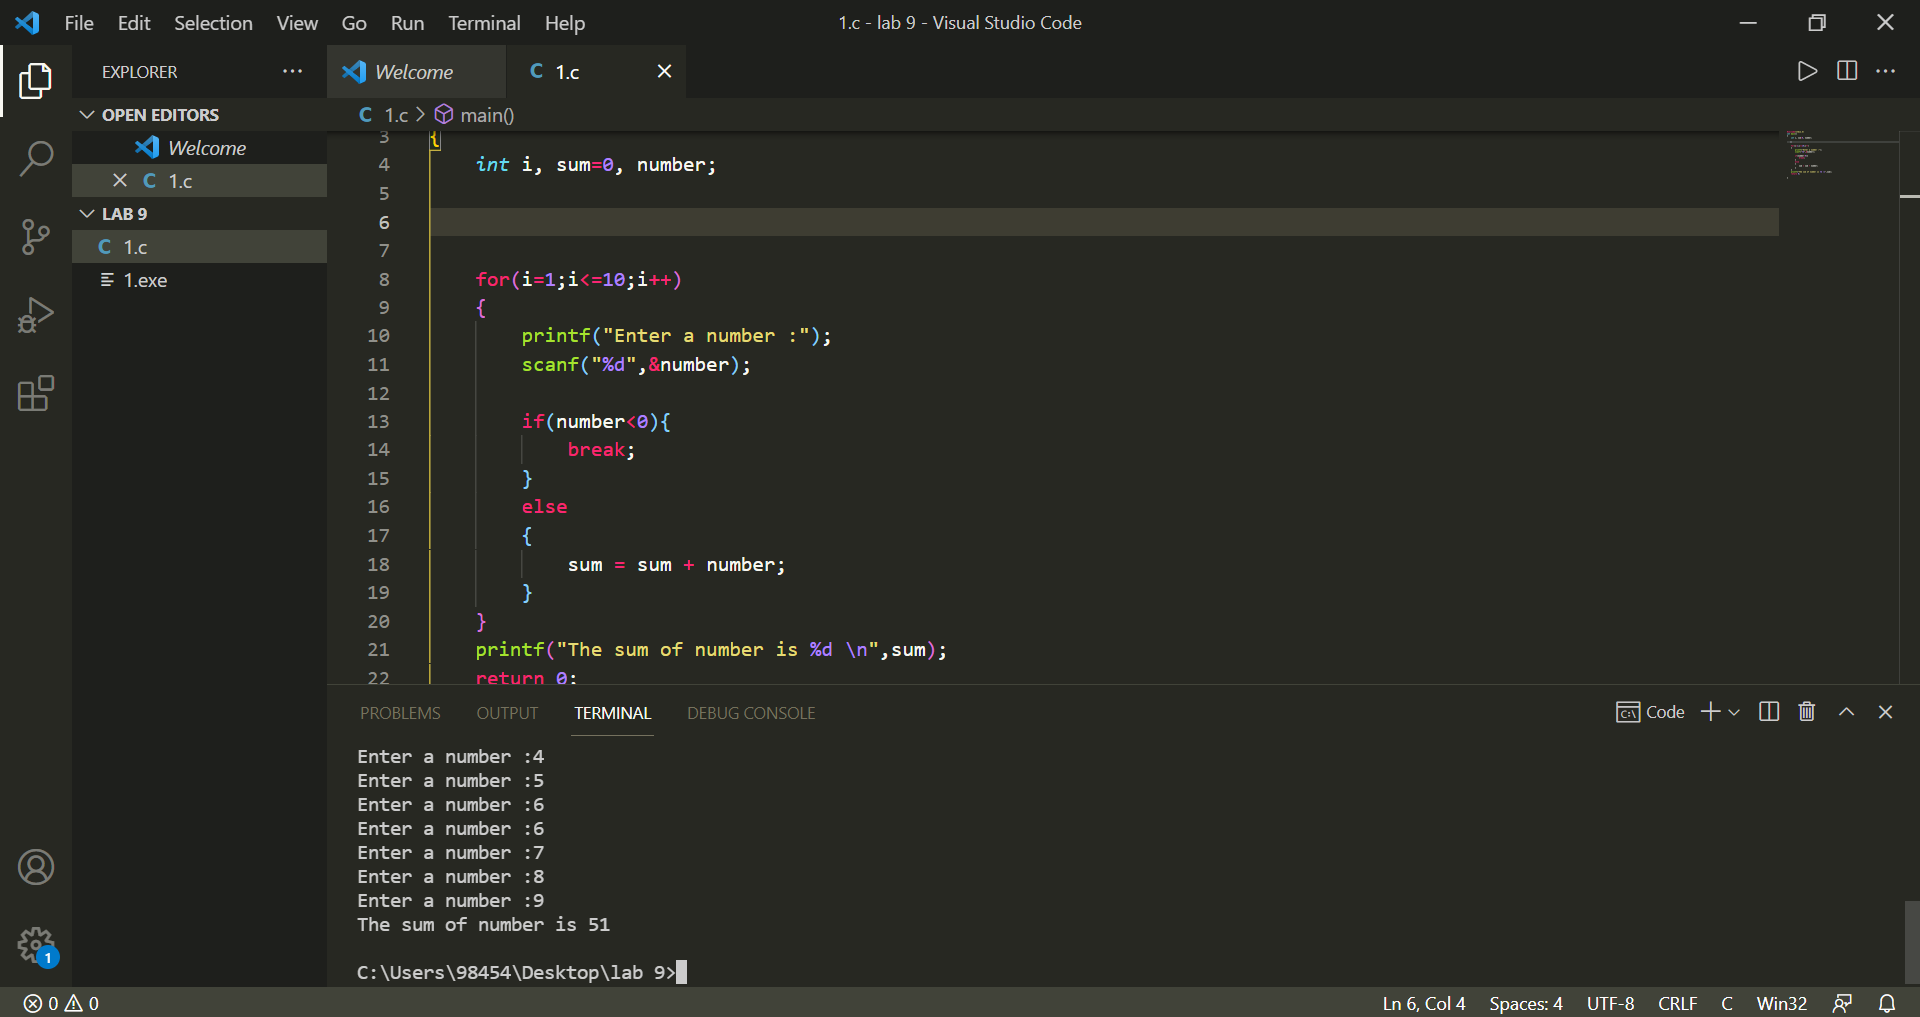 File Edit Selection View Go Run Terminal Help 1.c - lab 9 - Visual Studio Code
EXPLORER
Welcome
C 1.c
OPEN EDITORS
Welcome
C 1.c
LAB 9
C 1.c
1.exe
C 1.c > main()
3 {
4 int i, sum=0, number;
5
6
7
8 for(i=1;i<=10;i++)
9 {
10 printf("Enter a number :");
11 scanf("%d",&number);
12
13 if(number<0){
14 break;
15 }
16 else
17 {
18 sum = sum + number;
19 }
20 }
21 printf("The sum of number is %d \n",sum);
22 return 0;
PROBLEMS OUTPUT TERMINAL DEBUG CONSOLE
Code
Enter a number :4
Enter a number :5
Enter a number :6
Enter a number :6
Enter a number :7
Enter a number :8
Enter a number :9
The sum of number is 51
C:\Users\98454\Desktop\lab 9>
1
0 0
Ln 6, Col 4 Spaces: 4 UTF-8 CRLF C Win32